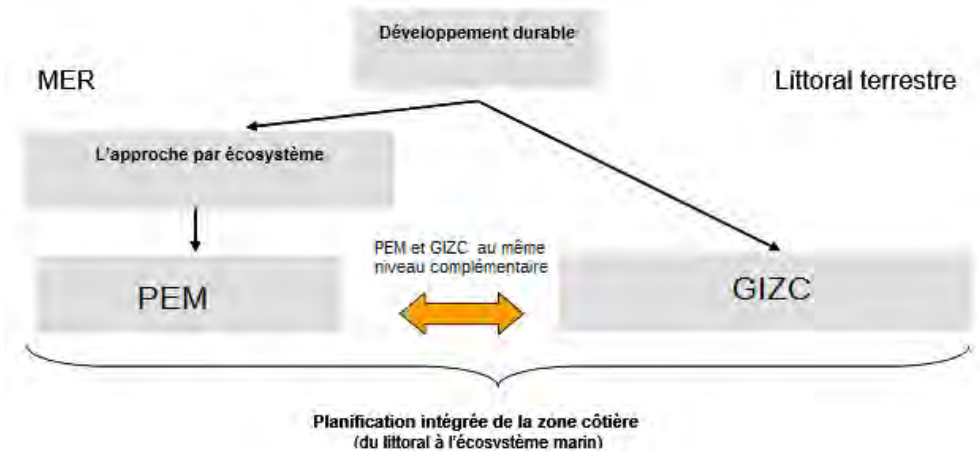 Développement durable
MER
Littoral terrestre
L'approche par écosystème
PEM et GIZC au même
niveau complémentaire
PEM
GIZC
Planification intégrée de la zone côtière
(du littoral à l'écosystème marin)